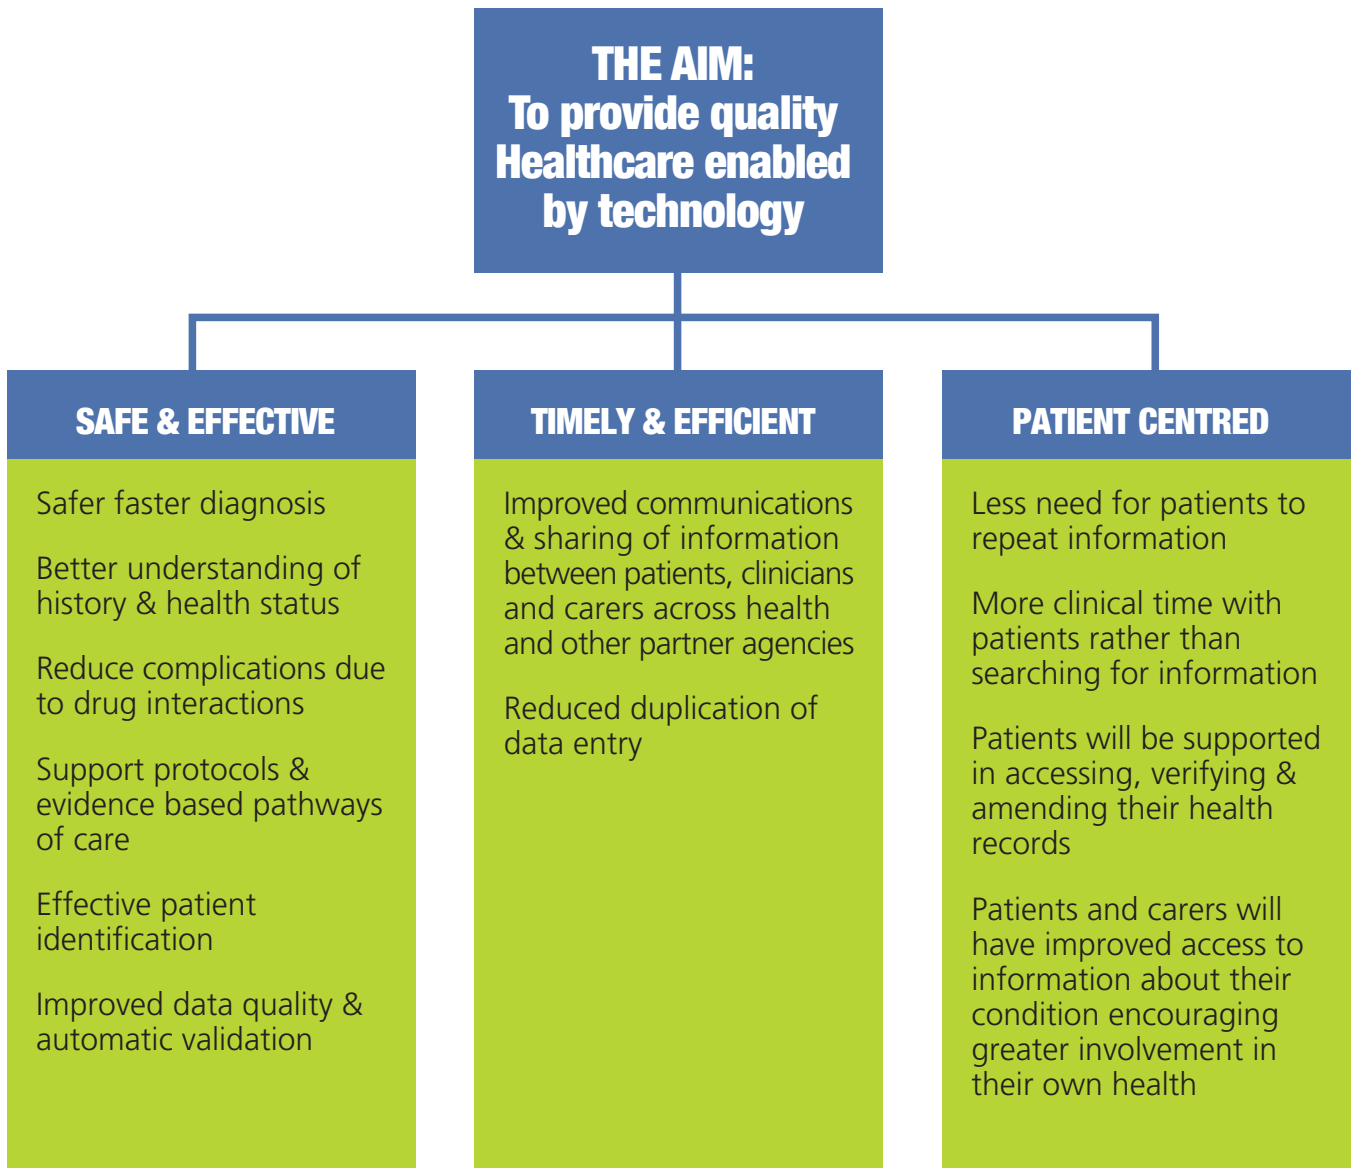 THE AIM:
To provide quality
Healthcare enabled
by technology
SAFE & EFFECTIVE
Safer faster diagnosis
Better understanding of
history & health status
Reduce complications due
to drug interactions
Support protocols &
evidence based pathways
of care
Effective patient
identification
Improved data quality &
automatic validation
TIMELY & EFFICIENT
Improved communications
& sharing of information
between patients, clinicians
and carers across health
and other partner agencies
Reduced duplication of
data entry
PATIENT CENTRED
Less need for patients to
repeat information
More clinical time with
patients rather than
searching for information
Patients will be supported
in accessing, verifying &
amending their health
records
Patients and carers will
have improved access to
information about their
condition encouraging
greater involvement in
their own health